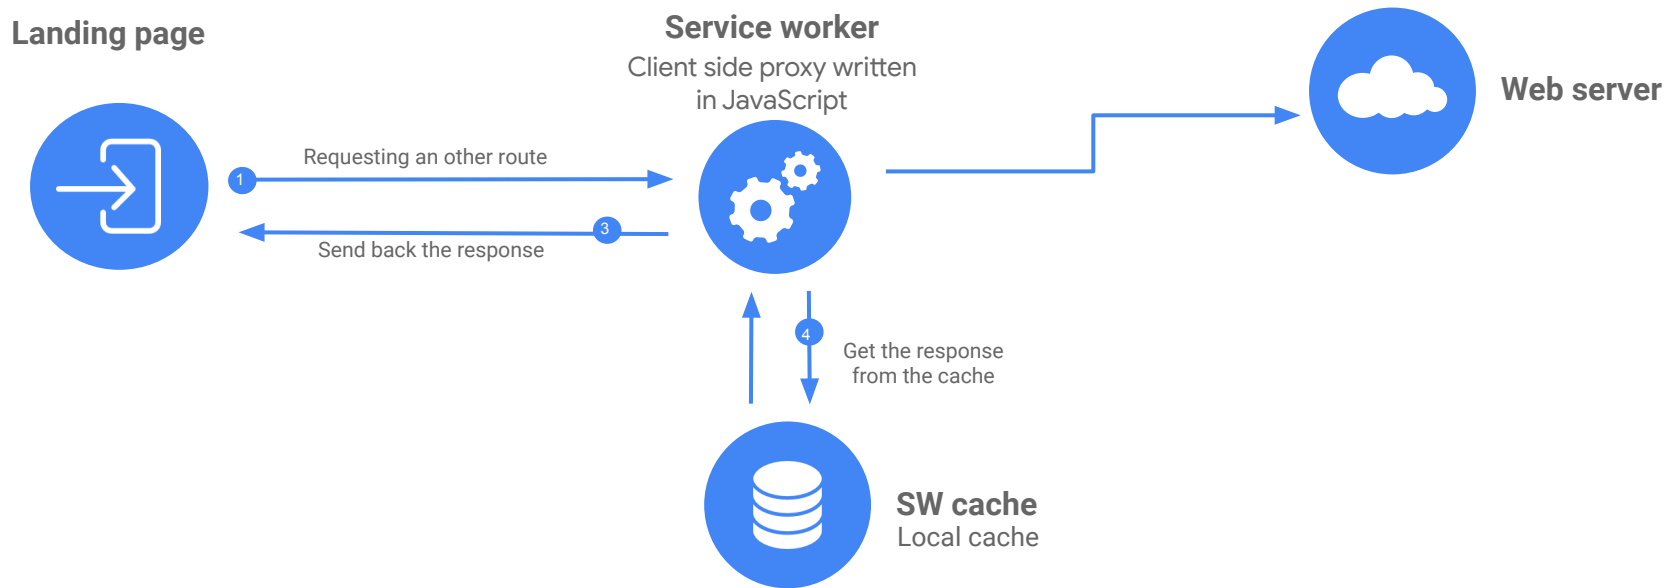 Landing page
Service worker
Client side proxy written
in JavaScript
Web server
Requesting an other route
1
3
Send back the response
4
Get the response
from the cache
SW cache
Local cache